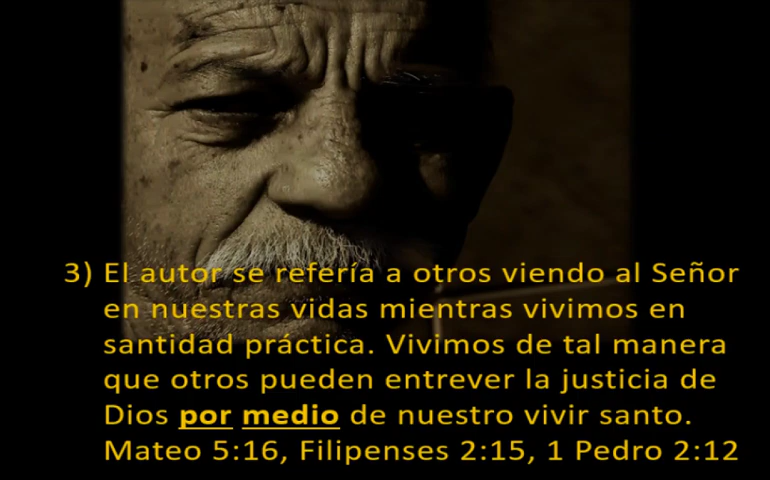 3) El autor se refería a otros viendo al Señor
en nuestras vidas mientras vivimos en
santidad práctica. Vivimos de tal manera
que otros pueden entrever la justicia de
Dios por medio de nuestro vivir santo.
Mateo 5:16, Filipenses 2:15, 1 Pedro 2:12